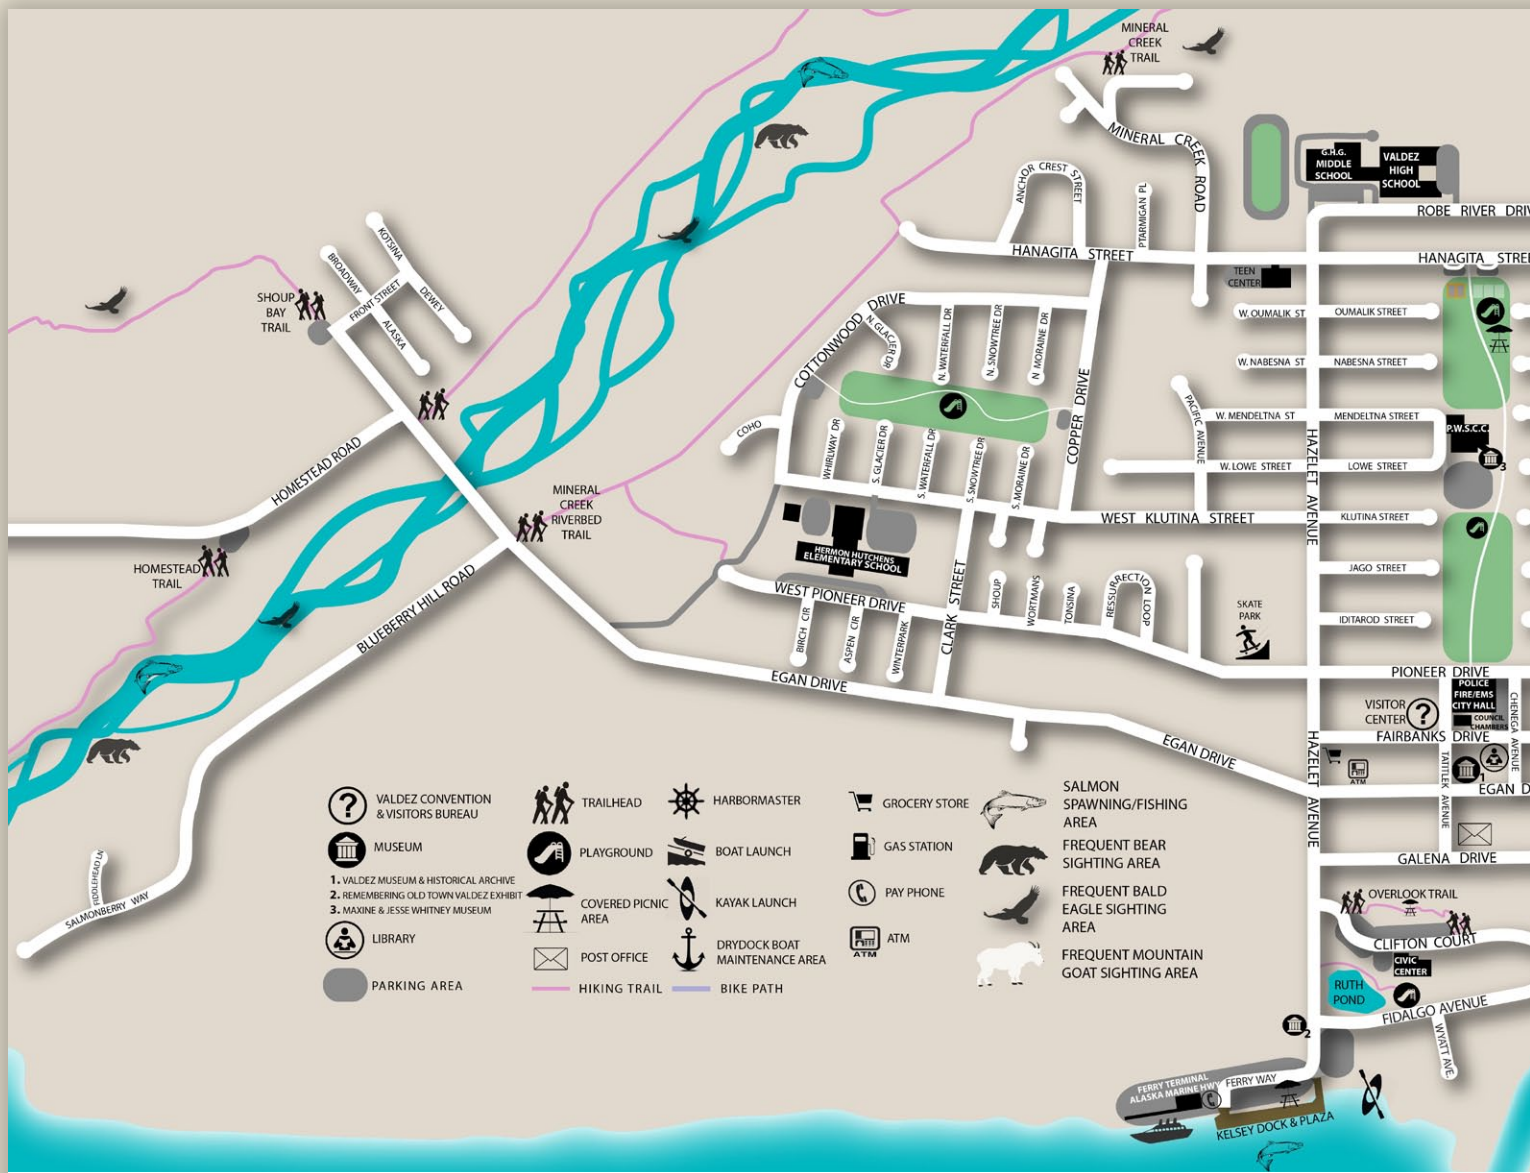 MINERAL
CREEK
TRAIL
MINERAL CREEK ROAD
G.H.G.
MIDDLE
SCHOOL
VALDEZ
HIGH
SCHOOL
ROBE RIVER DRIV
ANCHOR CREST STREET
PTARMIGAN PL
HANAGITA STREET
HANAGITA STREE
TEEN
CENTER
KOTSINA
BROADWAY
FRONT STREET
DEWEY
ALASKA
SHOUP
BAY
TRAIL
COTTONWOOD DRIVE
N. GLACIER DR
N. WATERFALL DR
N. SNOWTREE DR
N MORAINE DR
COPPER DRIVE
W. OUMALIK ST
OUMALIK STREET
W. NABESNA ST
NABESNA STREET
PACIFIC AVENUE
W. MENDELTNA ST
MENDELTNA STREET
P.W.S.C.C.
HAZELET AVENUE
W. LOWE STREET
LOWE STREET
3
COHO
WHIRLWAY DR
S. GLACIER DR
S. WATERFALL DR
S. SNOWTREE DR
S. MORAINE DR
HOMESTEAD ROAD
MINERAL
CREEK
RIVERBED
TRAIL
WEST KLUTINA STREET
KLUTINA STREET
HERMON HUTCHENS
ELEMENTARY SCHOOL
HOMESTEAD
TRAIL
JAGO STREET
WEST PIONEER DRIVE
CLARK STREET
SHOUP
WORTMANS
TONSINA
RESSURRECTION LOOP
SKATE
PARK
IDITAROD STREET
BLUEBERRY HILL ROAD
BIRCH CIR
ASPEN CIR
WINTERPARK
EGAN DRIVE
PIONEER DRIVE
POLICE
FIRE/EMS
CITY HALL
COUNCIL
CHAMBERS
CHENEGA AVENUE
VISITOR
CENTER
?
FAIRBANKS DRIVE
EGAN DRIVE
HAZELET AVENUE
ATM
TATITLEK AVENUE
1
EGAN D
GALENA DRIVE
?
VALDEZ CONVENTION
& VISITORS BUREAU
MUSEUM
1. VALDEZ MUSEUM & HISTORICAL ARCHIVE
2. REMEMBERING OLD TOWN VALDEZ EXHIBIT
3. MAXINE & JESSE WHITNEY MUSEUM
LIBRARY
PARKING AREA
TRAILHEAD
PLAYGROUND
COVERED PICNIC
AREA
POST OFFICE
HIKING TRAIL
HARBORMASTER
BOAT LAUNCH
KAYAK LAUNCH
DRYDOCK BOAT
MAINTENANCE AREA
BIKE PATH
GROCERY STORE
GAS STATION
PAY PHONE
ATM
ATM
SALMON
SPAWNING/FISHING
AREA
FREQUENT BEAR
SIGHTING AREA
FREQUENT BALD
EAGLE SIGHTING
AREA
FREQUENT MOUNTAIN
GOAT SIGHTING AREA
FIDDLEHEAD LN
SALMONBERRY WAY
OVERLOOK TRAIL
CLIFTON COURT
CIVIC
CENTER
RUTH
POND
FIDALGO AVENUE
2
WYATT AVE.
FERRY TERMINAL
ALASKA MARINE HWY
FERRY WAY
KELSEY DOCK & PLAZA